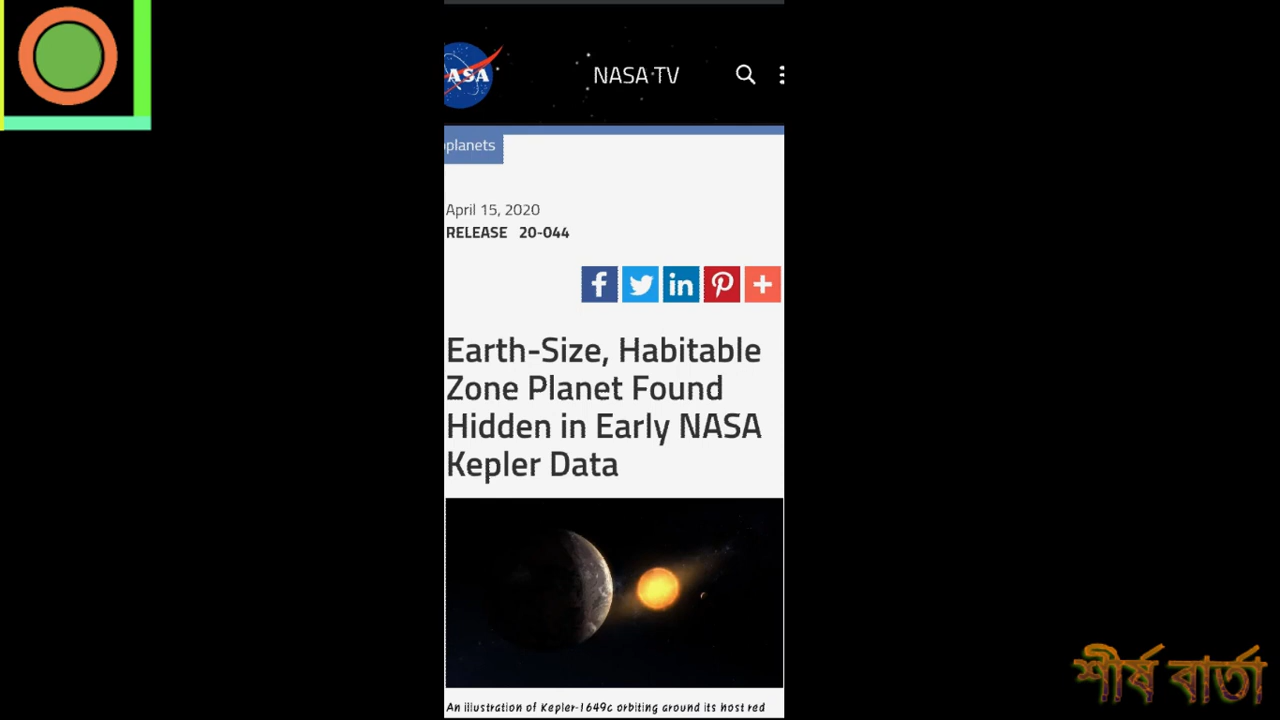 NASA TV
planets
April 15, 2020
RELEASE 20-044
Earth-Size, Habitable
Zone Planet Found
Hidden in Early NASA
Kepler Data
An illustration of Kepler-1649c orbiting around its host red
শীর্ষ বার্তা